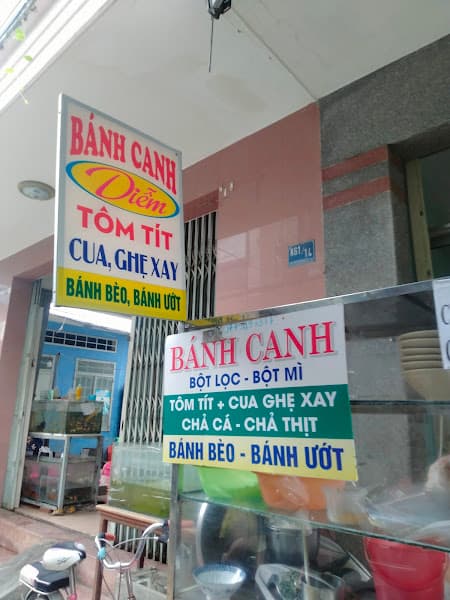 BÁNH CANH
Diễm
TÔM TÍT
CUA, GHẸ XAY
BÁNH BÈO, BÁNH ƯỚT
BÁNH CANH
BỘT LỌC - BỘT MÌ
TÔM TÍT + CUA GHẸ XAY
CHẢ CÁ - CHẢ THỊT
BÁNH BÈO - BÁNH ƯỚT